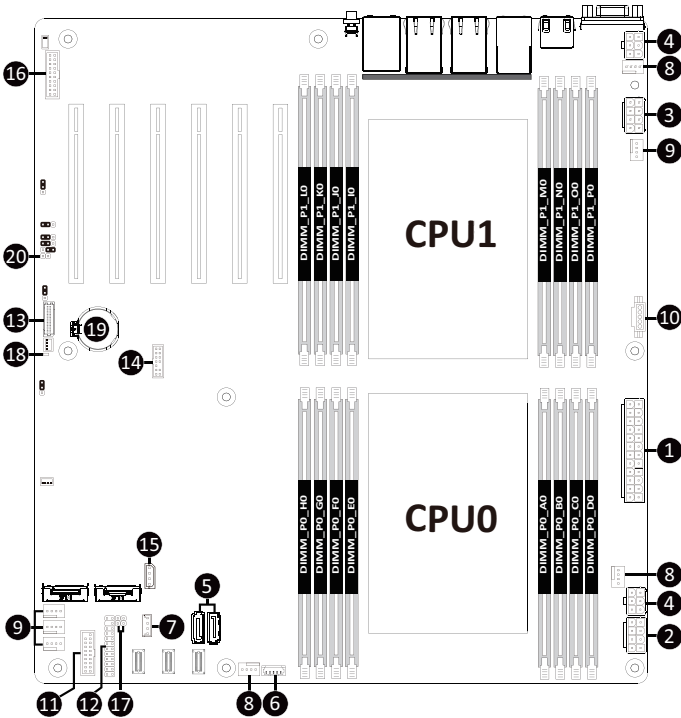 4
8
16
3
9
DIMM_P1_L0
DIMM_P1_K0
DIMM_P1_J0
DIMM_P1_I0
CPU1
DIMM_P1_M0
DIMM_P1_N0
DIMM_P1_O0
DIMM_P1_P0
20
13
19
10
18
14
1
DIMM_P0_H0
DIMM_P0_G0
DIMM_P0_F0
DIMM_P0_E0
CPU0
DIMM_P0_A0
DIMM_P0_B0
DIMM_P0_C0
DIMM_P0_D0
15
8
5
4
9
7
2
11
12
17
8
6